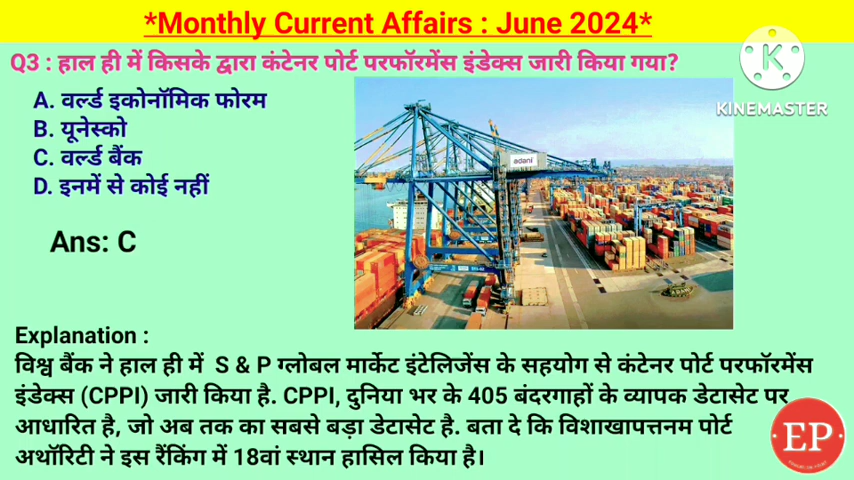 *Monthly Current Affairs : June 2024*
Q3 : हाल ही में किसके द्वारा कंटेनर पोर्ट परफॉरमेंस इंडेक्स जारी किया गया?
A. वर्ल्ड इकोनॉमिक फोरम
B. यूनेस्को
C. वर्ल्ड बैंक
D. इनमें से कोई नहीं
K
KINEMASTER
adani
Ans: C
Explanation :
विश्व बैंक ने हाल ही में S & P ग्लोबल मार्केट इंटेलिजेंस के सहयोग से कंटेनर पोर्ट परफॉरमेंस
इंडेक्स (CPPI) जारी किया है. CPPI, दुनिया भर के 405 बंदरगाहों के व्यापक डेटासेट पर
आधारित है, जो अब तक का सबसे बड़ा डेटासेट है. बता दे कि विशाखापत्तनम पोर्ट
अथॉरिटी ने इस रैंकिंग में 18वां स्थान हासिल किया है।
EP